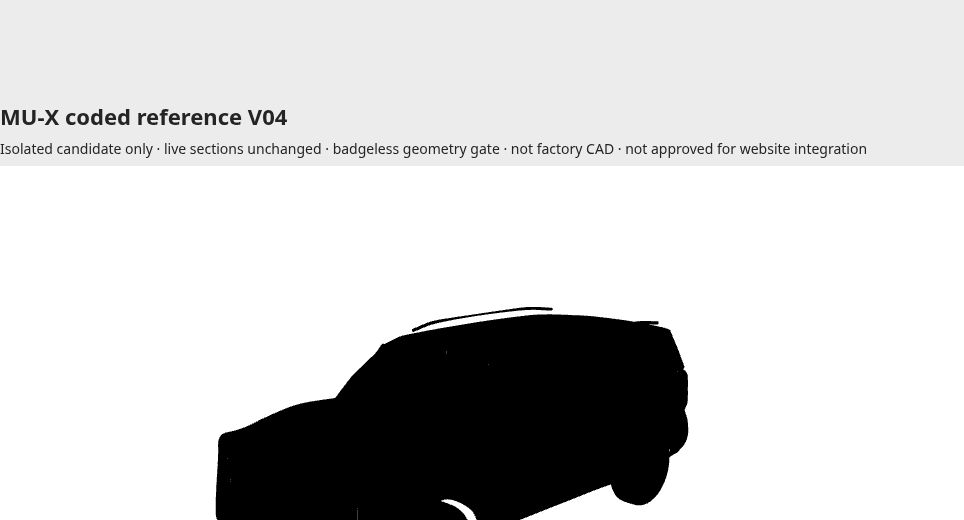 MU-X coded reference V04
Isolated candidate only · live sections unchanged · badgeless geometry gate · not factory CAD · not approved for website integration